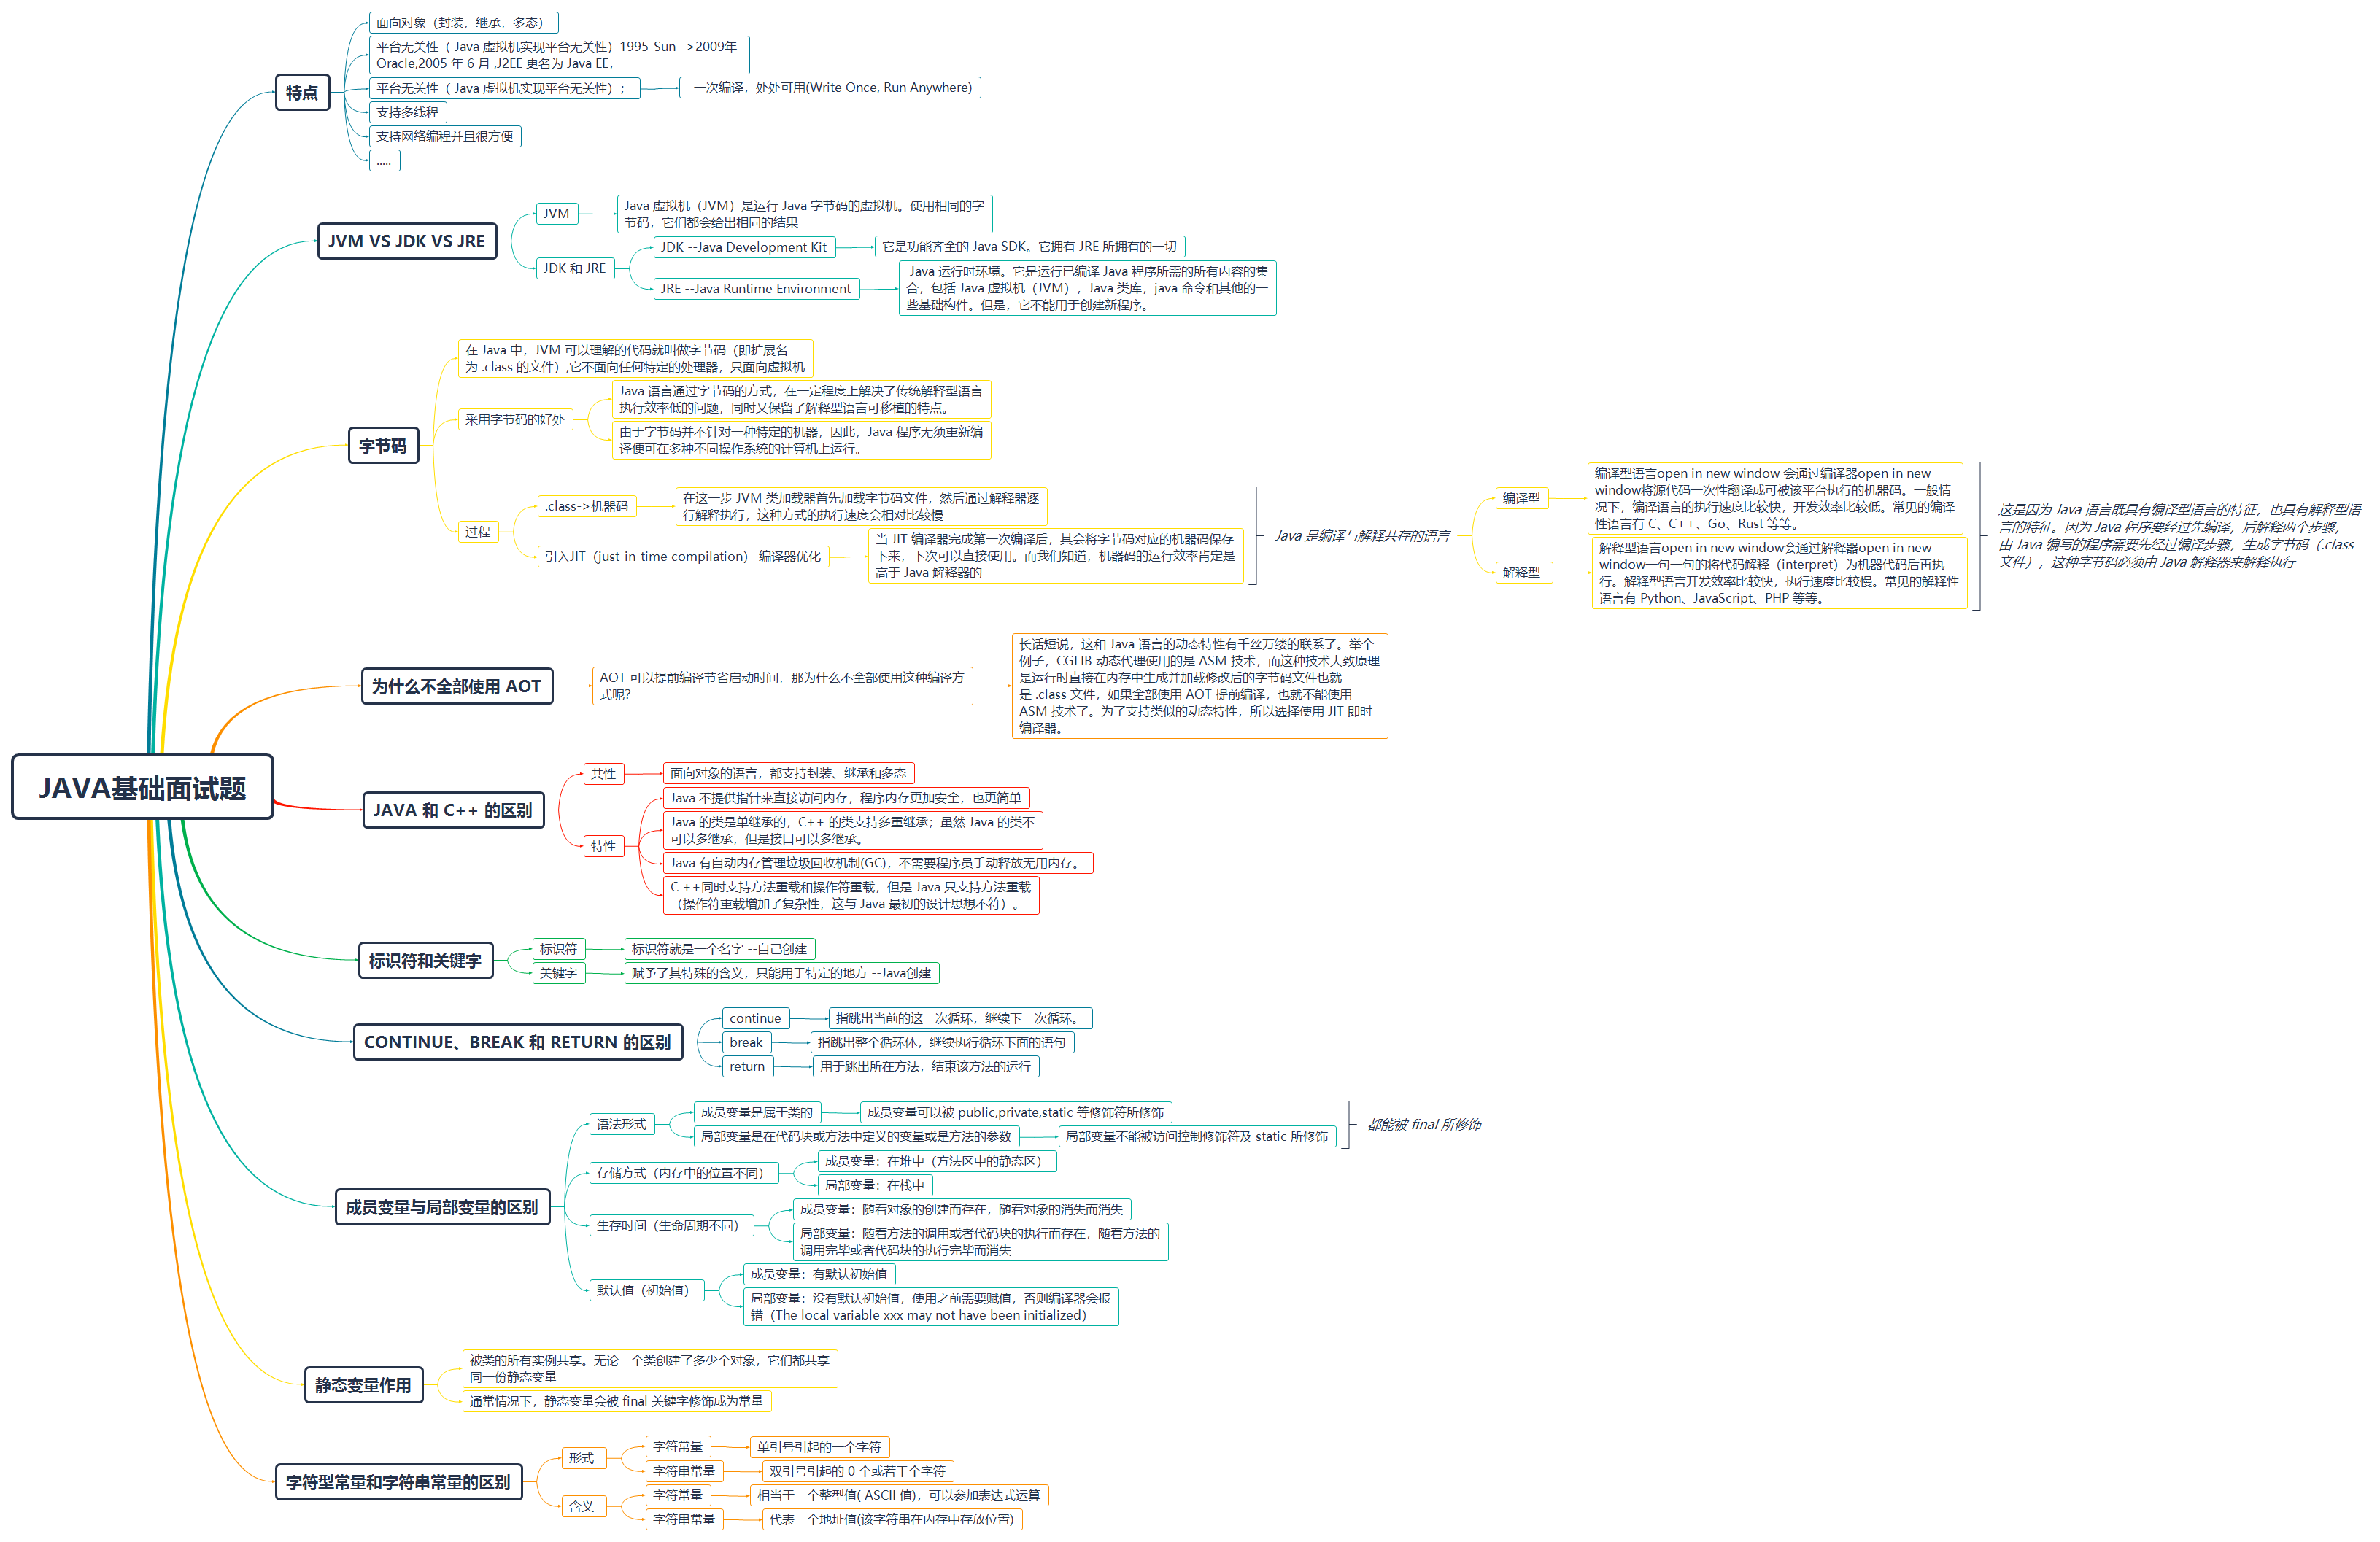 JAVA基础面试题
特点
面向对象（封装，继承，多态）
平台无关性（ Java 虚拟机实现平台无关性）1995-Sun-->2009年
Oracle,2005 年 6 月 ,J2EE 更名为 Java EE，
平台无关性（ Java 虚拟机实现平台无关性）；
一次编译，处处可用(Write Once, Run Anywhere)
支持多线程
支持网络编程并且很方便
.....
JVM VS JDK VS JRE
JVM
Java 虚拟机（JVM）是运行 Java 字节码的虚拟机。使用相同的字
节码，它们都会给出相同的结果
JDK 和 JRE
JDK --Java Development Kit
它是功能齐全的 Java SDK。它拥有 JRE 所拥有的一切
JRE --Java Runtime Environment
Java 运行时环境。它是运行已编译 Java 程序所需的所有内容的集
合，包括 Java 虚拟机（JVM），Java 类库，java 命令和其他的一
些基础构件。但是，它不能用于创建新程序。
字节码
在 Java 中，JVM 可以理解的代码就叫做字节码（即扩展名
为 .class 的文件）,它不面向任何特定的处理器，只面向虚拟机
采用字节码的好处
Java 语言通过字节码的方式，在一定程度上解决了传统解释型语言
执行效率低的问题，同时又保留了解释型语言可移植的特点。
由于字节码并不针对一种特定的机器，因此，Java 程序无须重新编
译便可在多种不同操作系统的计算机上运行。
过程
.class->机器码
在这一步 JVM 类加载器首先加载字节码文件，然后通过解释器逐
行解释执行，这种方式的执行速度会相对比较慢
引入JIT（just-in-time compilation） 编译器优化
当 JIT 编译器完成第一次编译后，其会将字节码对应的机器码保存
下来，下次可以直接使用。而我们知道，机器码的运行效率肯定是
高于 Java 解释器的
Java 是编译与解释共存的语言
编译型
编译型语言open in new window 会通过编译器open in new
window将源代码一次性翻译成可被该平台执行的机器码。一般情
况下，编译语言的执行速度比较快，开发效率比较低。常见的编译
性语言有 C、C++、Go、Rust 等等。
解释型
解释型语言open in new window会通过解释器open in new
window一句一句的将代码解释（interpret）为机器代码后再执
行。解释型语言开发效率比较快，执行速度比较慢。常见的解释性
语言有 Python、JavaScript、PHP 等等。
这是因为 Java 语言既具有编译型语言的特征，也具有解释型语
言的特征。因为 Java 程序要经过先编译，后解释两个步骤，
由 Java 编写的程序需要先经过编译步骤，生成字节码（.class
文件），这种字节码必须由 Java 解释器来解释执行
为什么不全部使用 AOT
AOT 可以提前编译节省启动时间，那为什么不全部使用这种编译方
式呢？
长话短说，这和 Java 语言的动态特性有千丝万缕的联系了。举个
例子，CGLIB 动态代理使用的是 ASM 技术，而这种技术大致原理
是运行时直接在内存中生成并加载修改后的字节码文件也就
是 .class 文件，如果全部使用 AOT 提前编译，也就不能使用
ASM 技术了。为了支持类似的动态特性，所以选择使用 JIT 即时
编译器。
JAVA 和 C++ 的区别
共性
面向对象的语言，都支持封装、继承和多态
特性
Java 不提供指针来直接访问内存，程序内存更加安全，也更简单
Java 的类是单继承的，C++ 的类支持多重继承；虽然 Java 的类不
可以多继承，但是接口可以多继承。
Java 有自动内存管理垃圾回收机制(GC)，不需要程序员手动释放无用内存。
C ++同时支持方法重载和操作符重载，但是 Java 只支持方法重载
（操作符重载增加了复杂性，这与 Java 最初的设计思想不符）。
标识符和关键字
标识符
标识符就是一个名字 --自己创建
关键字
赋予了其特殊的含义，只能用于特定的地方 --Java创建
CONTINUE、BREAK 和 RETURN 的区别
continue
指跳出当前的这一次循环，继续下一次循环。
break
指跳出整个循环体，继续执行循环下面的语句
return
用于跳出所在方法，结束该方法的运行
成员变量与局部变量的区别
语法形式
成员变量是属于类的
成员变量可以被 public,private,static 等修饰符所修饰
局部变量是在代码块或方法中定义的变量或是方法的参数
局部变量不能被访问控制修饰符及 static 所修饰
都能被 final 所修饰
存储方式（内存中的位置不同）
成员变量：在堆中（方法区中的静态区）
局部变量：在栈中
生存时间（生命周期不同）
成员变量：随着对象的创建而存在，随着对象的消失而消失
局部变量：随着方法的调用或者代码块的执行而存在，随着方法的
调用完毕或者代码块的执行完毕而消失
默认值（初始值）
成员变量：有默认初始值
局部变量：没有默认初始值，使用之前需要赋值，否则编译器会报
错（The local variable xxx may not have been initialized）
静态变量作用
被类的所有实例共享。无论一个类创建了多少个对象，它们都共享
同一份静态变量
通常情况下，静态变量会被 final 关键字修饰成为常量
字符型常量和字符串常量的区别
形式
字符常量
单引号引起的一个字符
字符串常量
双引号引起的 0 个或若干个字符
含义
字符常量
相当于一个整型值( ASCII 值)，可以参加表达式运算
字符串常量
代表一个地址值(该字符串在内存中存放位置)